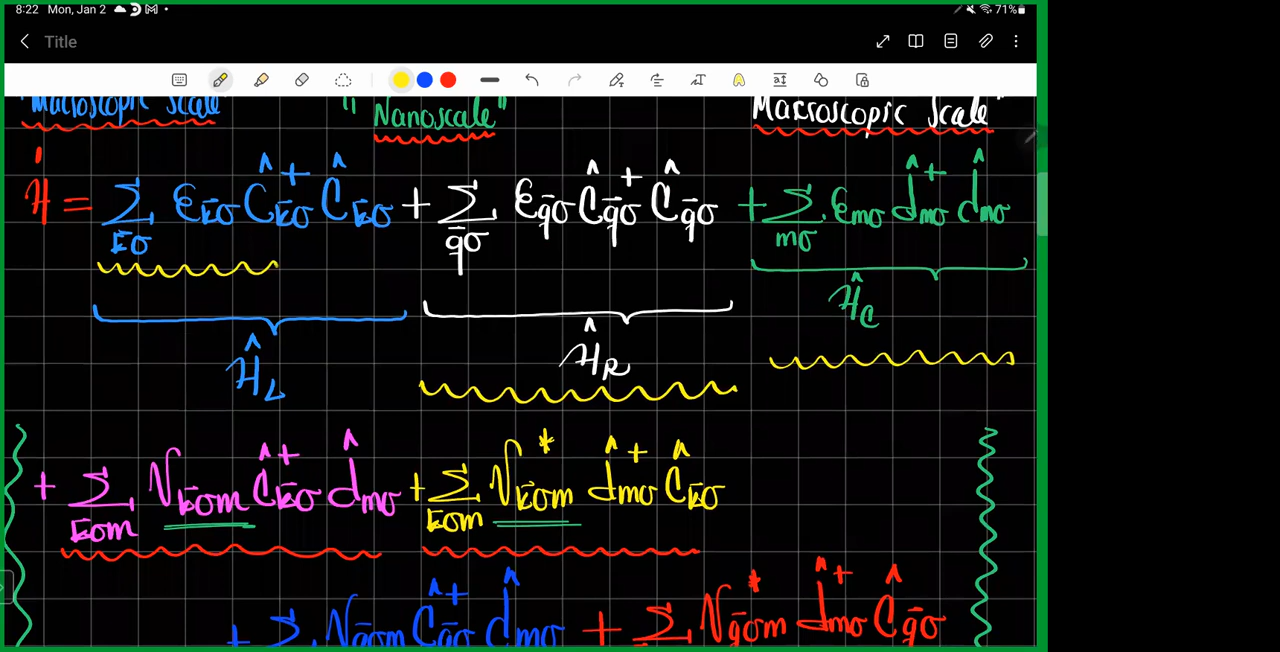 8:22 Mon, Jan 2 71%
Title
"Macroscopic Scale" "Nanoscale" Macroscopic Scale"
Ĥ = Σ_{k̄σ} ε_{k̄σ} Ĉ⁺_{k̄σ} Ĉ_{k̄σ} + Σ_{q̄σ} ε_{q̄σ} Ĉ⁺_{q̄σ} Ĉ_{q̄σ} + Σ_{mσ} ε_{mσ} d̂⁺_{mσ} d̂_{mσ}
Ĥ_L Ĥ_R Ĥ_C
+ Σ_{k̄σm} V_{k̄σm} Ĉ⁺_{k̄σ} d̂_{mσ} + Σ_{k̄σm} V*_{k̄σm} d̂⁺_{mσ} Ĉ_{k̄σ}
+ Σ V_{q̄σm} Ĉ⁺_{q̄σ} d̂_{mσ} + Σ V*_{q̄σm} d̂⁺_{mσ} Ĉ_{q̄σ}